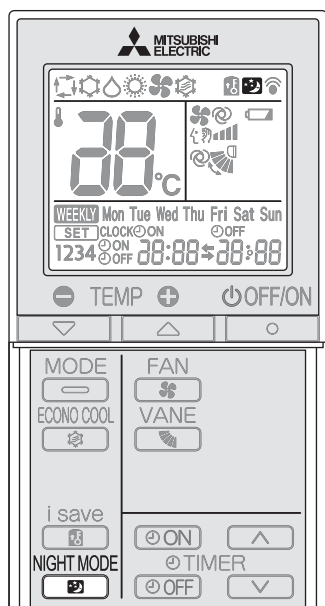 MITSUBISHI
ELECTRIC
88°C
WEEKLY Mon Tue Wed Thu Fri Sat Sun
SET CLOCK ON OFF
1234 ON OFF 88:88 88:88
TEMP OFF/ON
MODE FAN
ECONO COOL VANE
i save
ON
NIGHT MODE TIMER
OFF